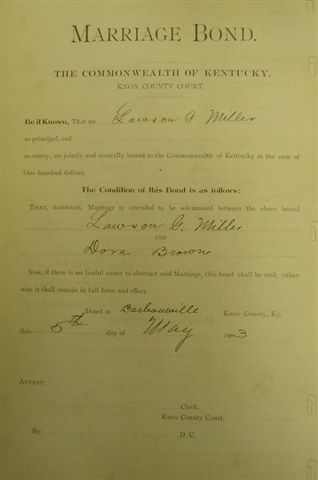 MARRIAGE BOND.
THE COMMONWEALTH OF KENTUCKY,
KNOX COUNTY COURT.
Be it Known, That we Lawson G Miller
as principal, and
as surety, are jointly and severally bound to the Commonwealth of Kentucky in the sum of
One hundred dollars.
The Condition of this Bond is as follows:
THAT, WHEREAS, Marriage is intended to be solemnized between the above bound
Lawson G. Miller
AND
Dora Brown
Now, if there is no lawful cause to obstruct said Marriage, this bond shall be void, other-
wise it shall remain in full force and effect.
Dated at Barbourville Knox County, Ky.
this 5th day of May 1903
ATTEST:
Clerk,
Knox County Court.
By D. C.